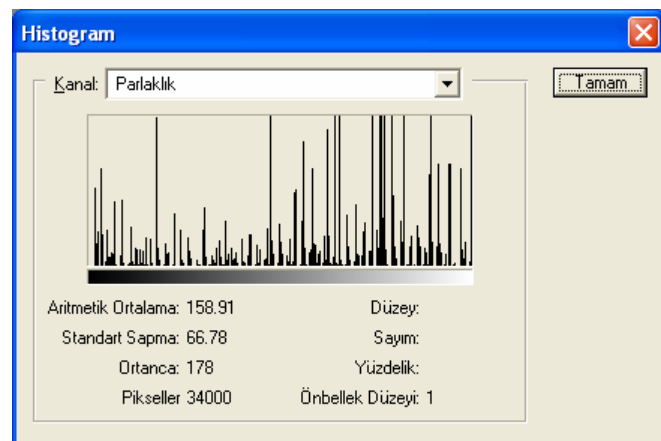 Histogram
Kanal: Parlaklık
Tamam
Aritmetik Ortalama: 158.91
Düzey:
Standart Sapma: 66.78
Sayım:
Ortanca: 178
Yüzdelik:
Pikseller 34000
Önbellek Düzeyi: 1